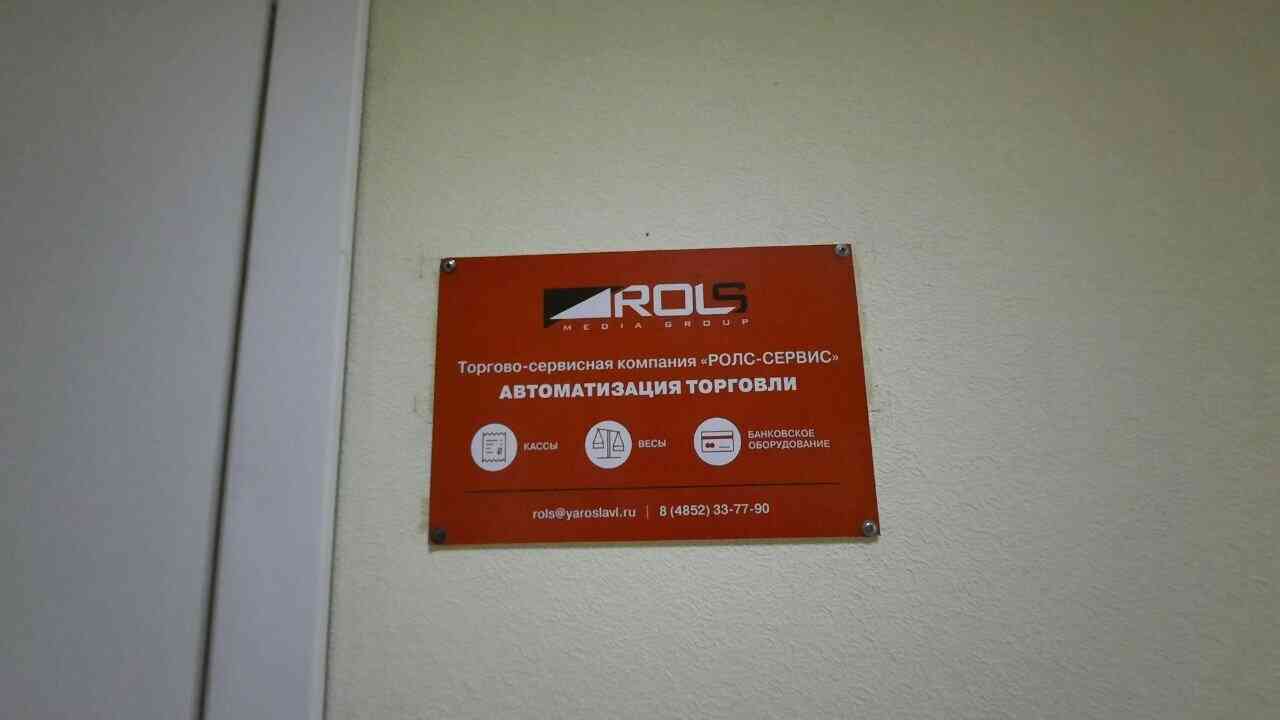 ROLS
MEDIA GROUP
Торгово-сервисная компания «РОЛС-СЕРВИС»
АВТОМАТИЗАЦИЯ ТОРГОВЛИ
КАССЫ
ВЕСЫ
БАНКОВСКОЕ
ОБОРУДОВАНИЕ
rols@yaroslavl.ru | 8 (4852) 33-77-90